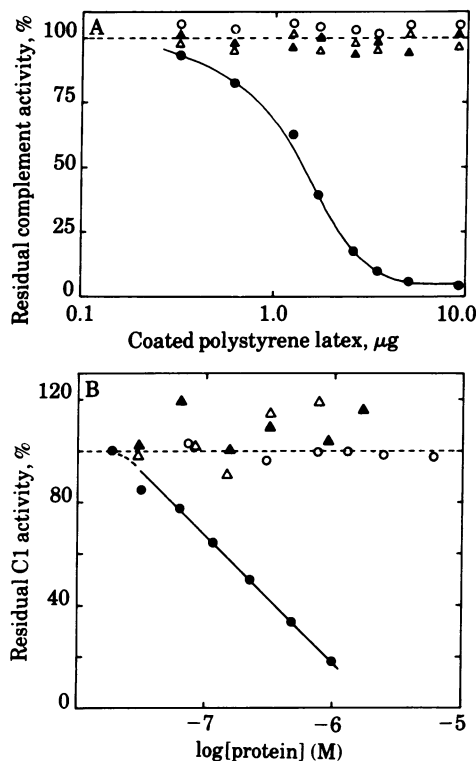 A
Residual complement activity, %
100
75
50
25
0
0.1 1.0 10.0
Coated polystyrene latex, μg
B
Residual C1 activity, %
120
80
40
0
-7 -6 -5
log[protein] (M)